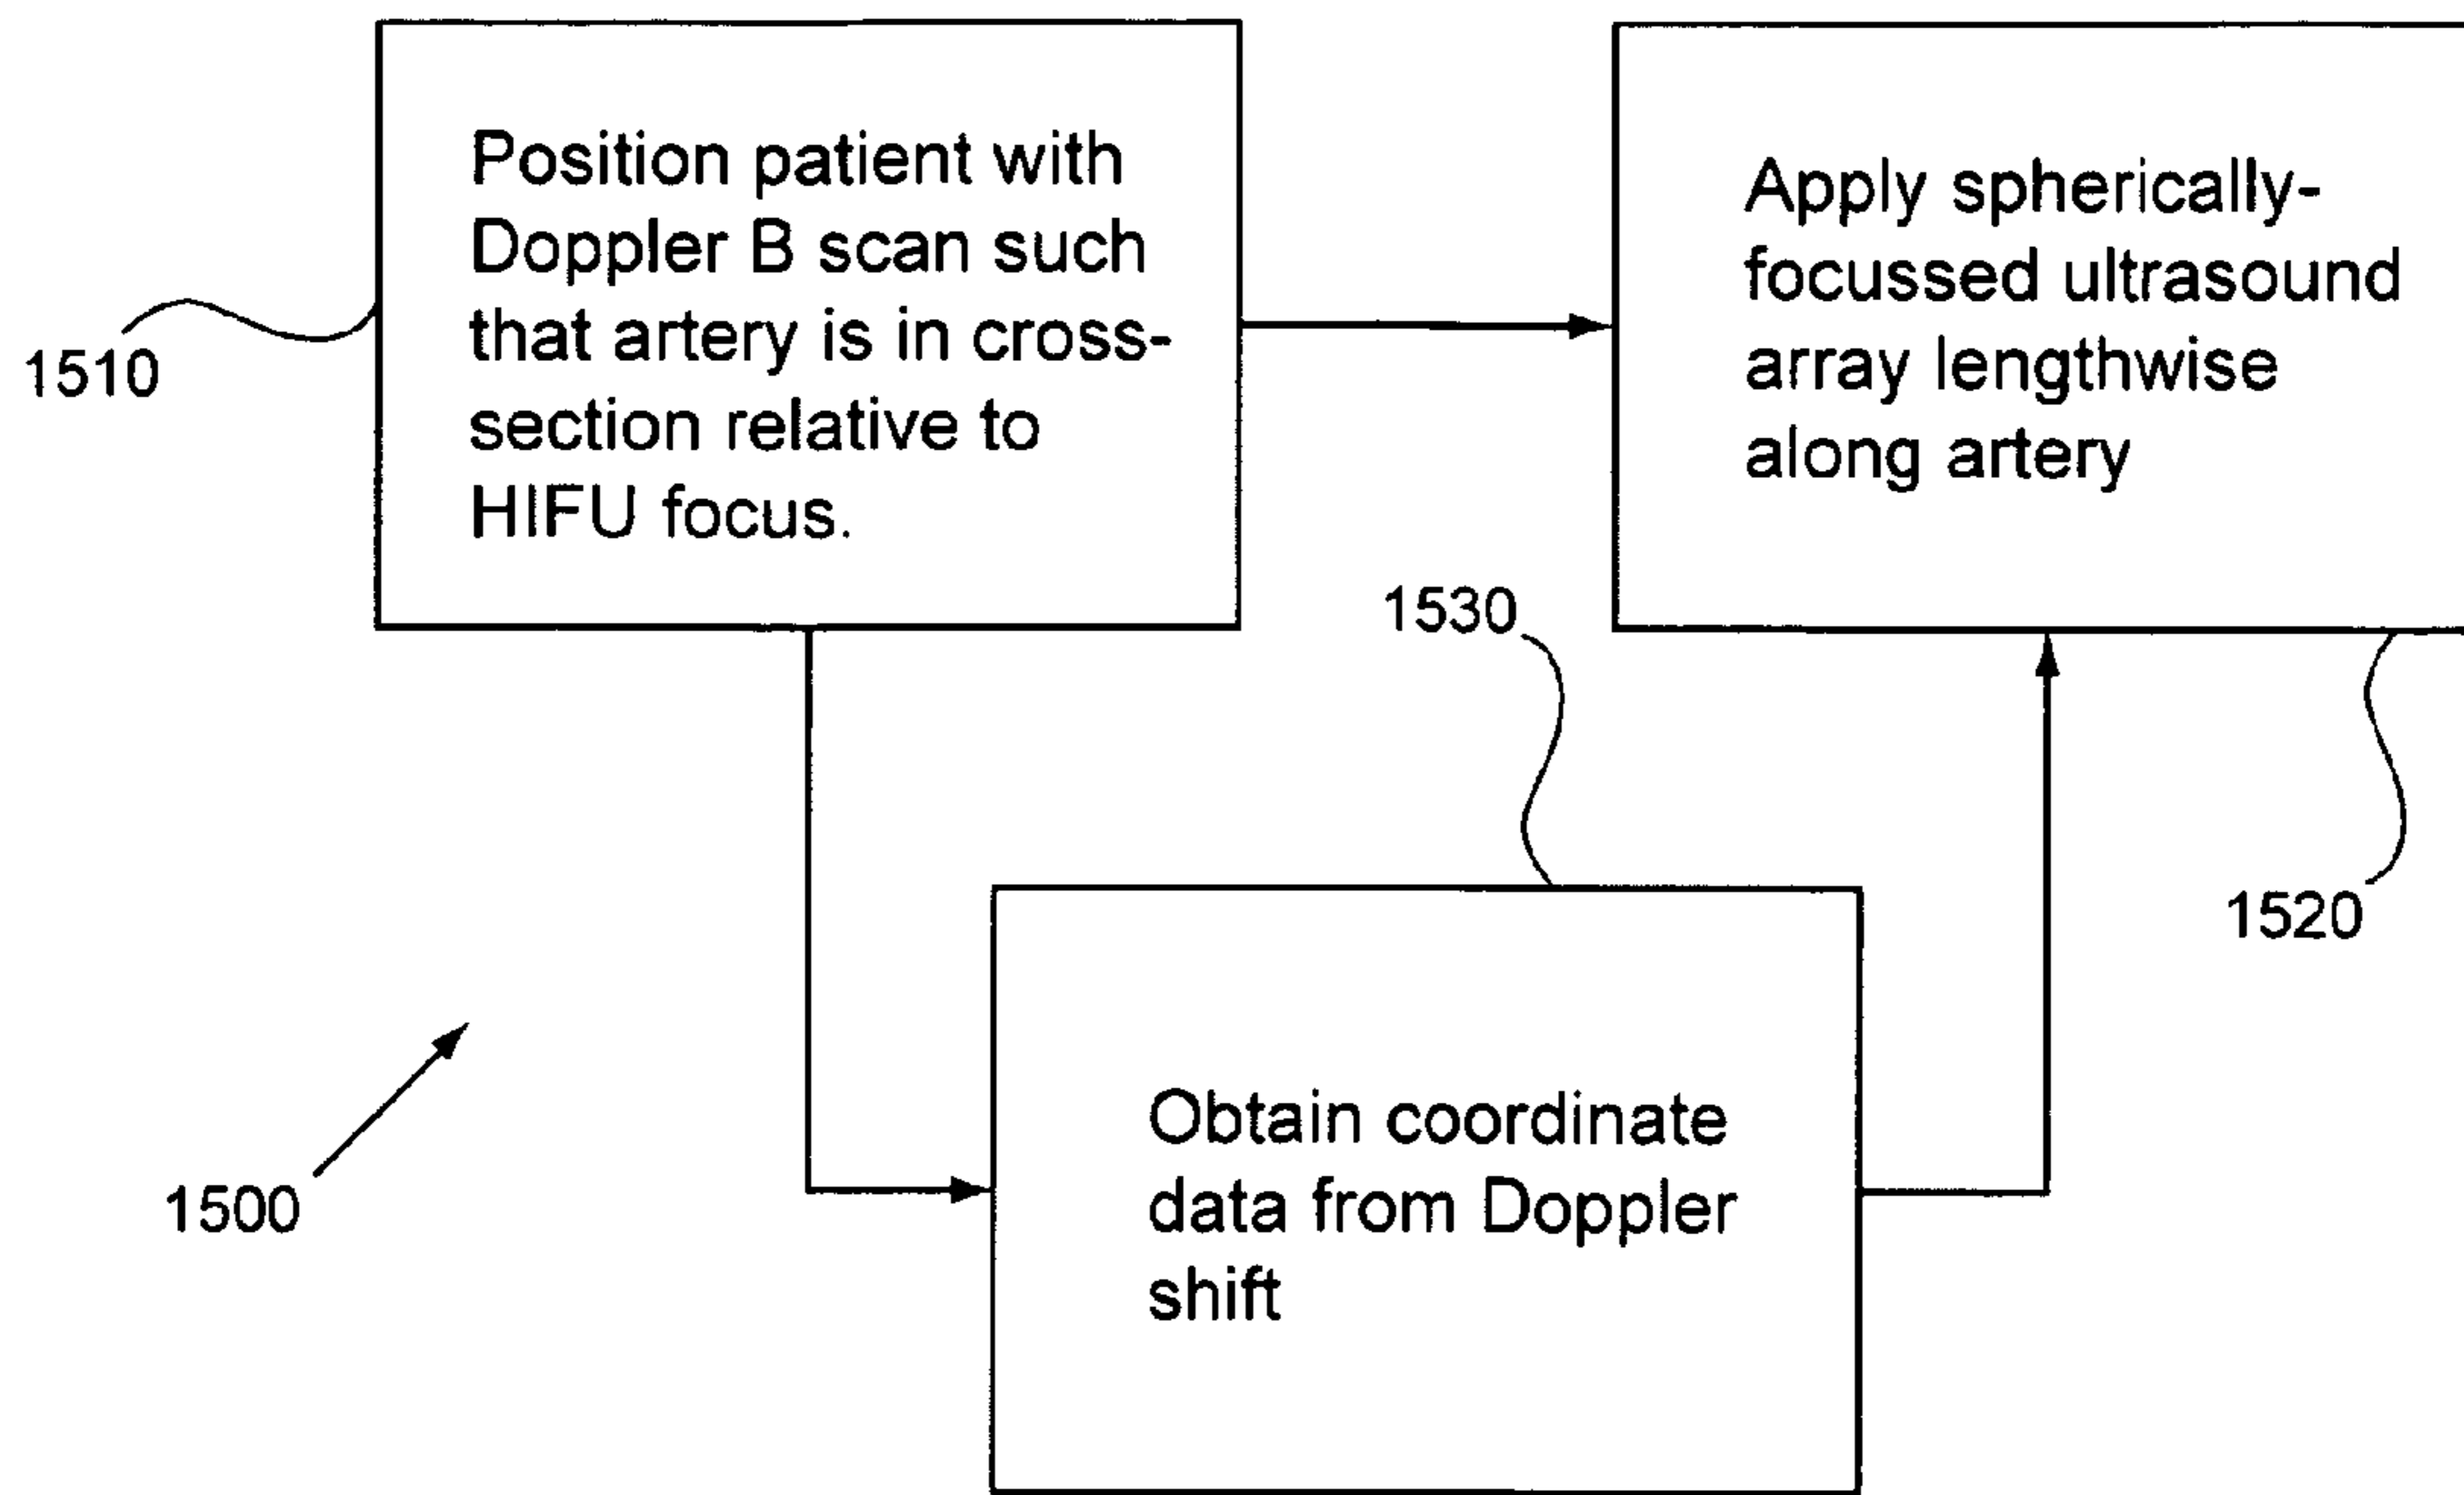 Position patient with
Doppler B scan such
that artery is in cross-
section relative to
HIFU focus.
1510
Apply spherically-
focussed ultrasound
array lengthwise
along artery
1530
1520
Obtain coordinate
data from Doppler
shift
1500